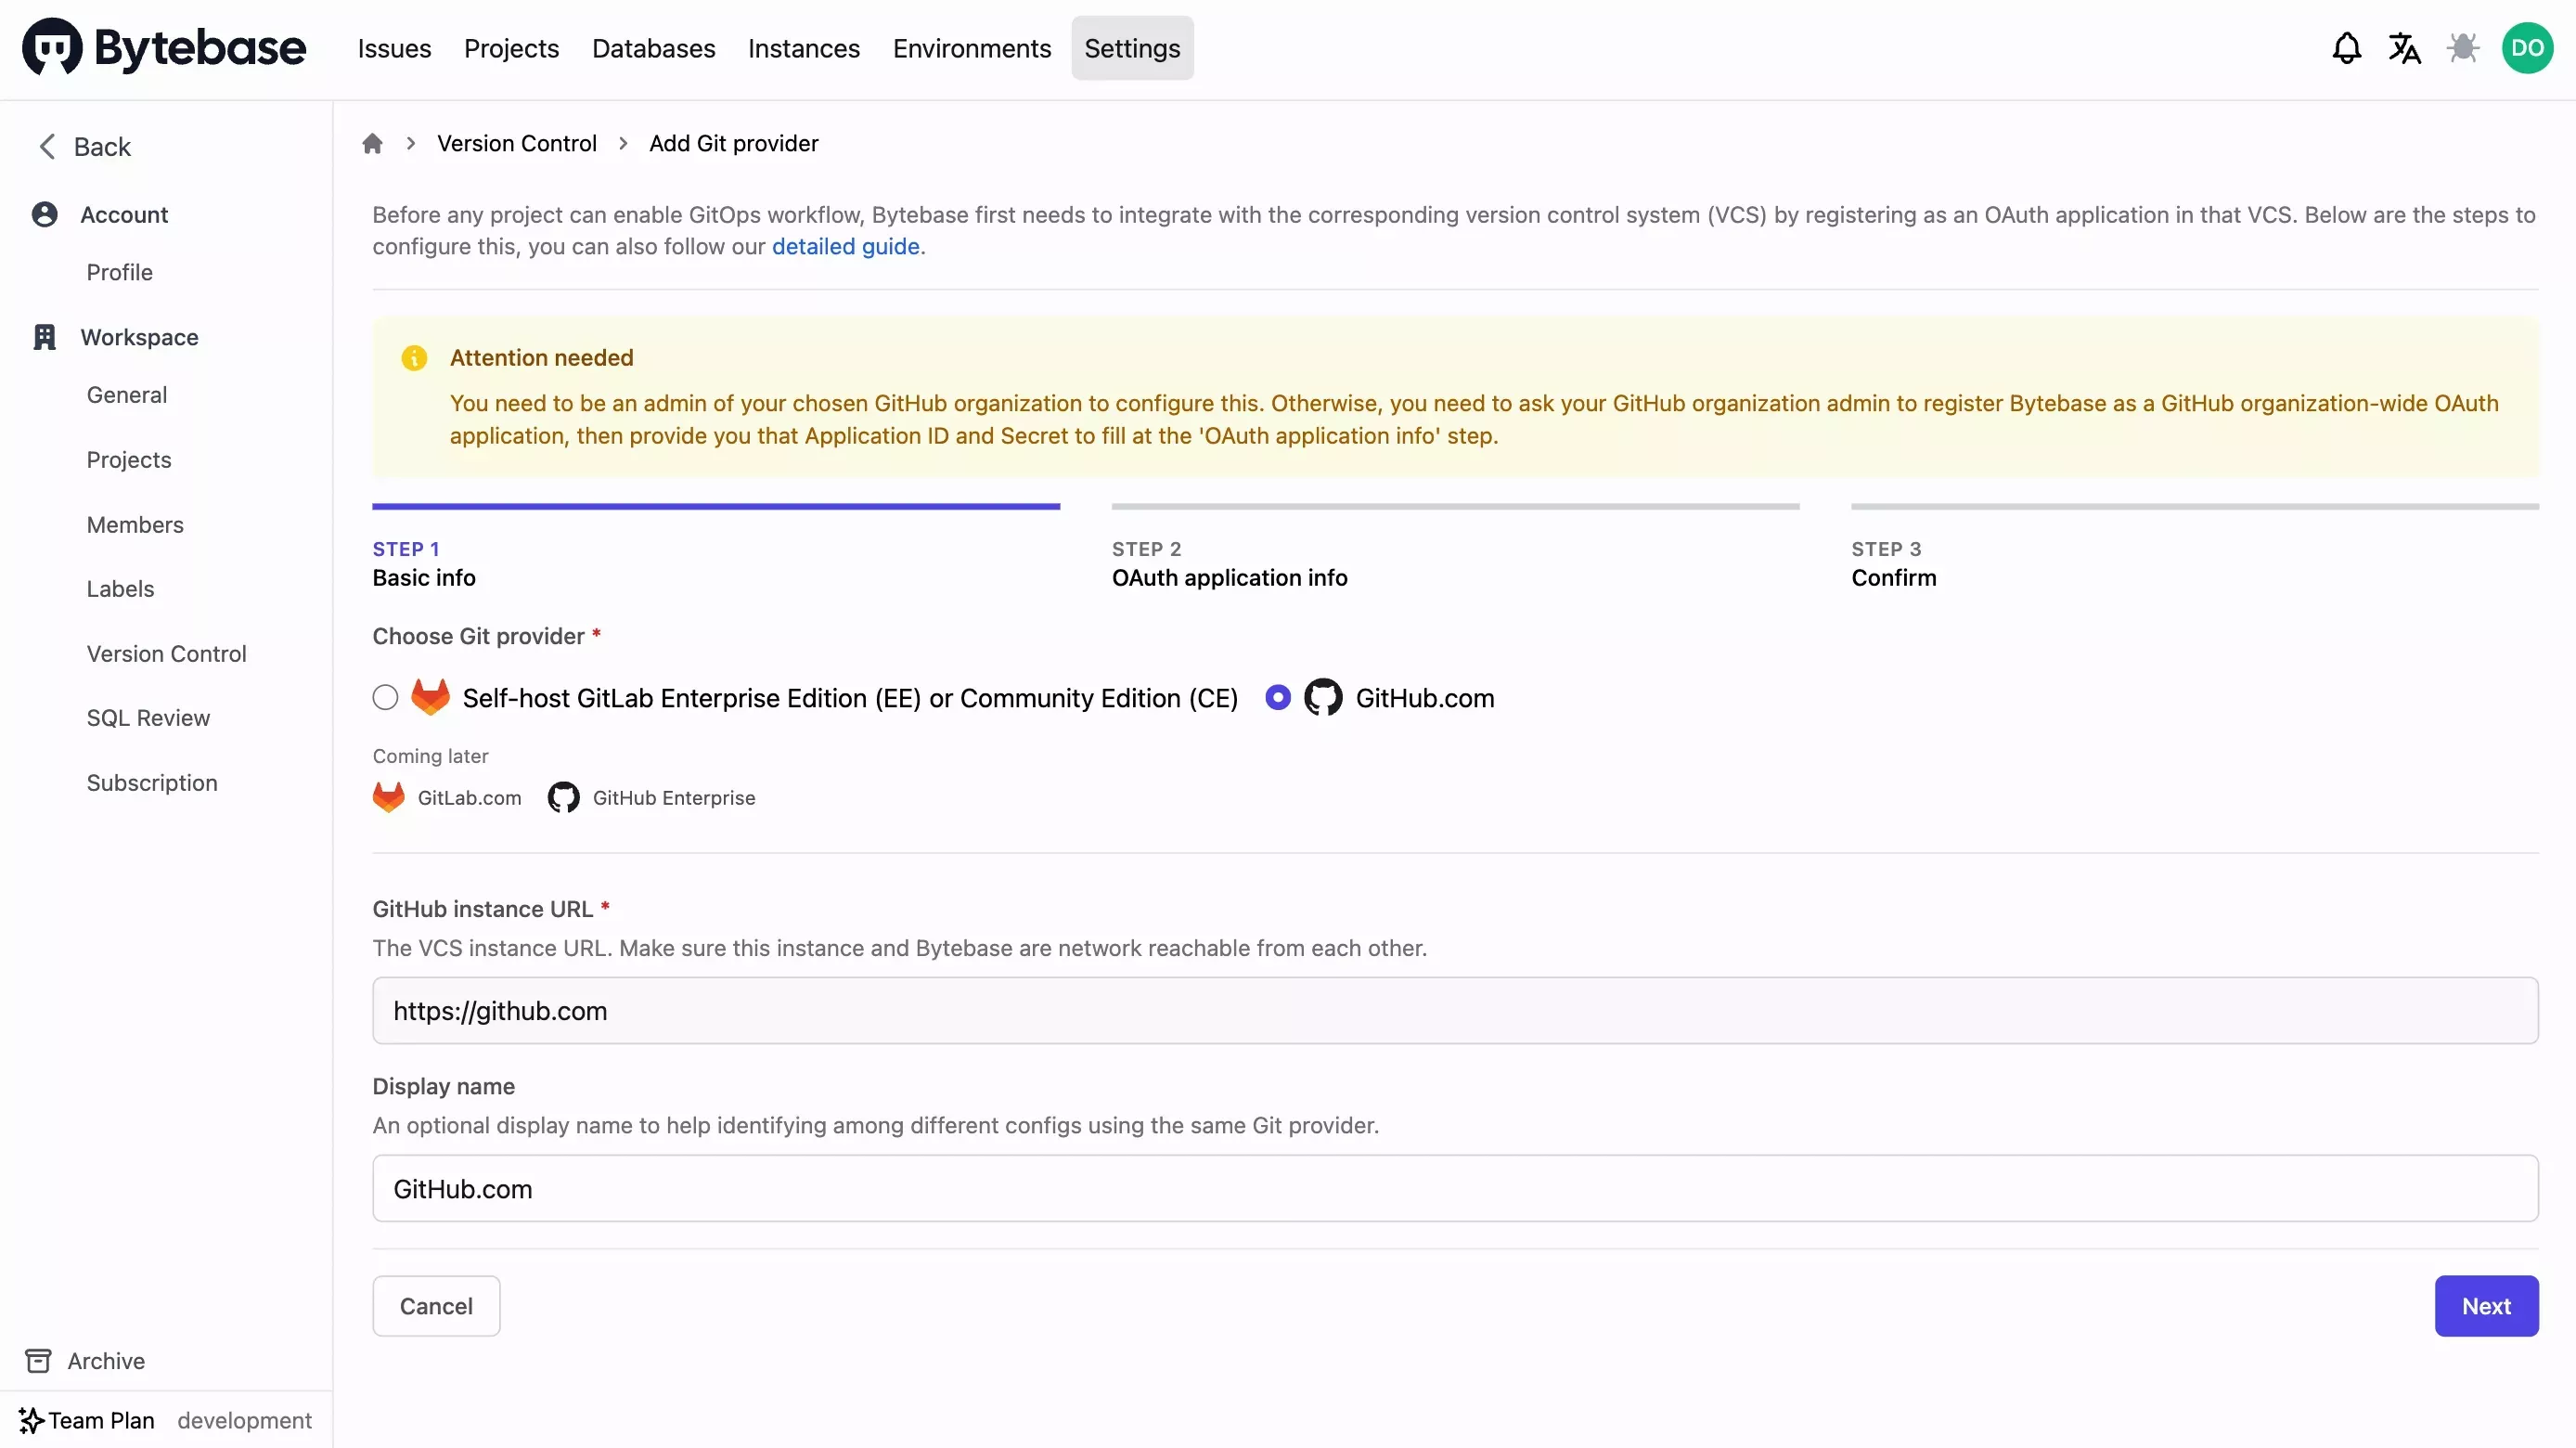 Bytebase Issues Projects Databases Instances Environments Settings DO
Back
Account
Profile
Workspace
General
Projects
Members
Labels
Version Control
SQL Review
Subscription
Archive
Team Plan development
Version Control Add Git provider
Before any project can enable GitOps workflow, Bytebase first needs to integrate with the corresponding version control system (VCS) by registering as an OAuth application in that VCS. Below are the steps to
configure this, you can also follow our detailed guide.
Attention needed
You need to be an admin of your chosen GitHub organization to configure this. Otherwise, you need to ask your GitHub organization admin to register Bytebase as a GitHub organization-wide OAuth
application, then provide you that Application ID and Secret to fill at the 'OAuth application info' step.
STEP 1
Basic info
STEP 2
OAuth application info
STEP 3
Confirm
Choose Git provider *
Self-host GitLab Enterprise Edition (EE) or Community Edition (CE) GitHub.com
Coming later
GitLab.com GitHub Enterprise
GitHub instance URL *
The VCS instance URL. Make sure this instance and Bytebase are network reachable from each other.
https://github.com
Display name
An optional display name to help identifying among different configs using the same Git provider.
GitHub.com
Cancel Next